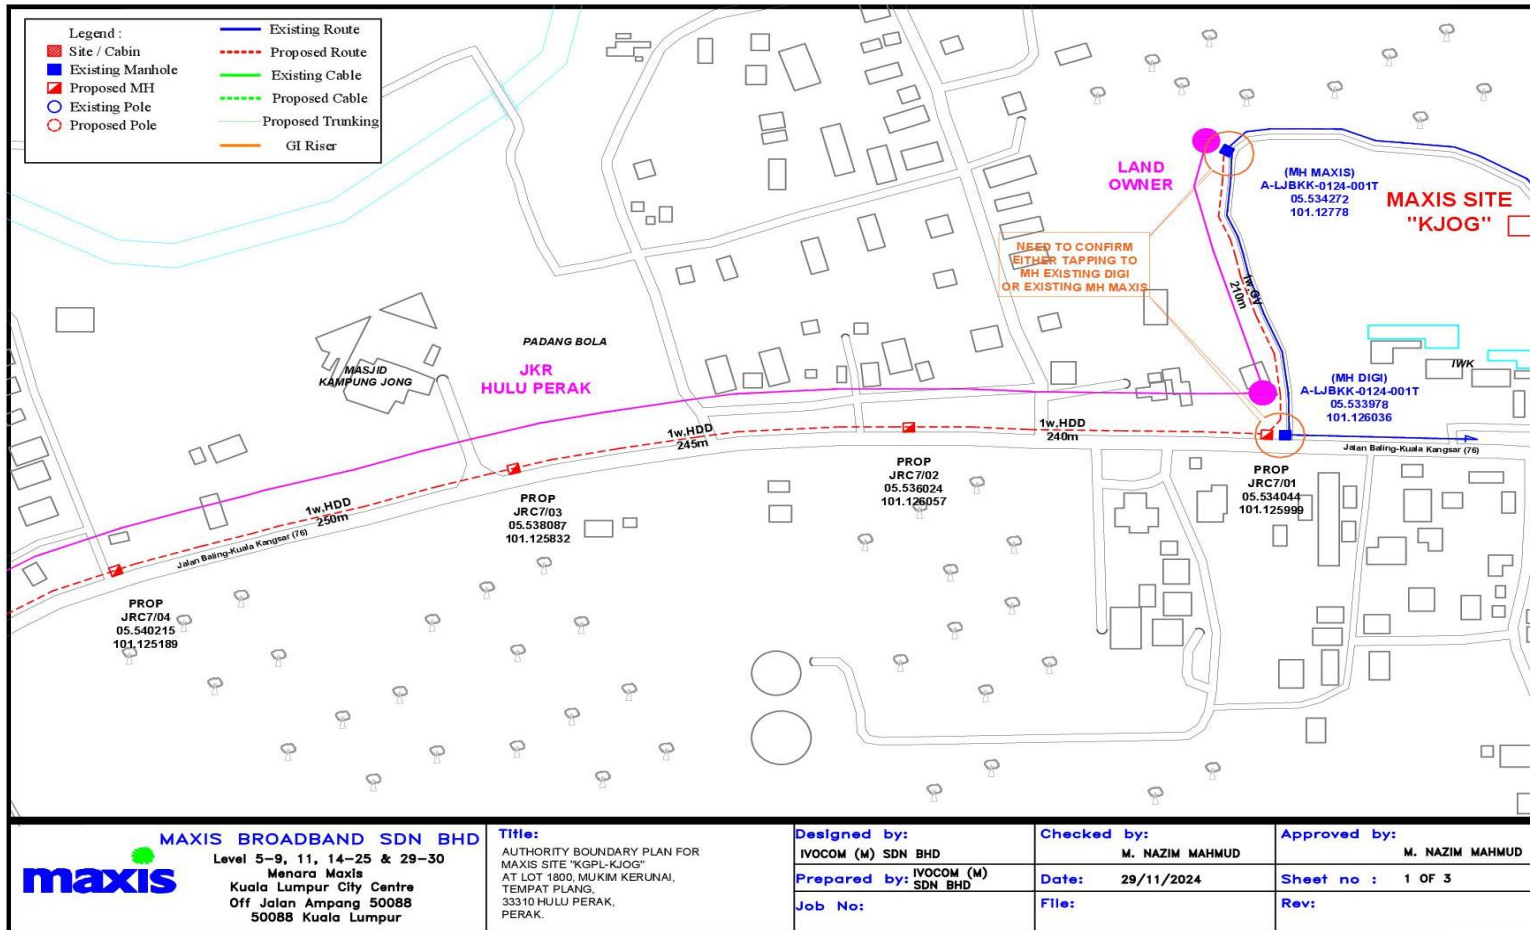 Legend :
Site / Cabin
Existing Manhole
Proposed MH
Existing Pole
Proposed Pole
Existing Route
Proposed Route
Existing Cable
Proposed Cable
Proposed Trunking
GI Riser
LAND
OWNER
(MH MAXIS)
A-LJBKK-0124-001T
05.534272
101.12778
MAXIS SITE
"KJOG"
NEED TO CONFIRM
EITHER TAPPING TO
MH EXISTING DIGI
OR EXISTING MH MAXIS
1w,GV
210m
PADANG BOLA
MASJID
KAMPUNG JONG
JKR
HULU PERAK
IWK
(MH DIGI)
A-LJBKK-0124-001T
05.533978
101.126036
1w,HDD
245m
1w,HDD
240m
Jalan Baling-Kuala Kangsar (76)
PROP
JRC7/02
05.536024
101.126057
PROP
JRC7/01
05.534044
101.125999
1w,HDD
250m
PROP
JRC7/03
05.538087
101.125832
Jalan Baling-Kuala Kangsar (76)
PROP
JRC7/04
05.540215
101.125189
maxis
MAXIS BROADBAND SDN BHD
Level 5-9, 11, 14-25 & 29-30
Menara Maxis
Kuala Lumpur City Centre
Off Jalan Ampang 50088
50088 Kuala Lumpur
Title:
AUTHORITY BOUNDARY PLAN FOR
MAXIS SITE "KGPL-KJOG"
AT LOT 1800, MUKIM KERUNAI,
TEMPAT PLANG,
33310 HULU PERAK,
PERAK.
Designed by:
IVOCOM (M) SDN BHD
Prepared by: IVOCOM (M)
SDN BHD
Job No:
Checked by:
M. NAZIM MAHMUD
Date: 29/11/2024
File:
Approved by:
M. NAZIM MAHMUD
Sheet no : 1 OF 3
Rev: